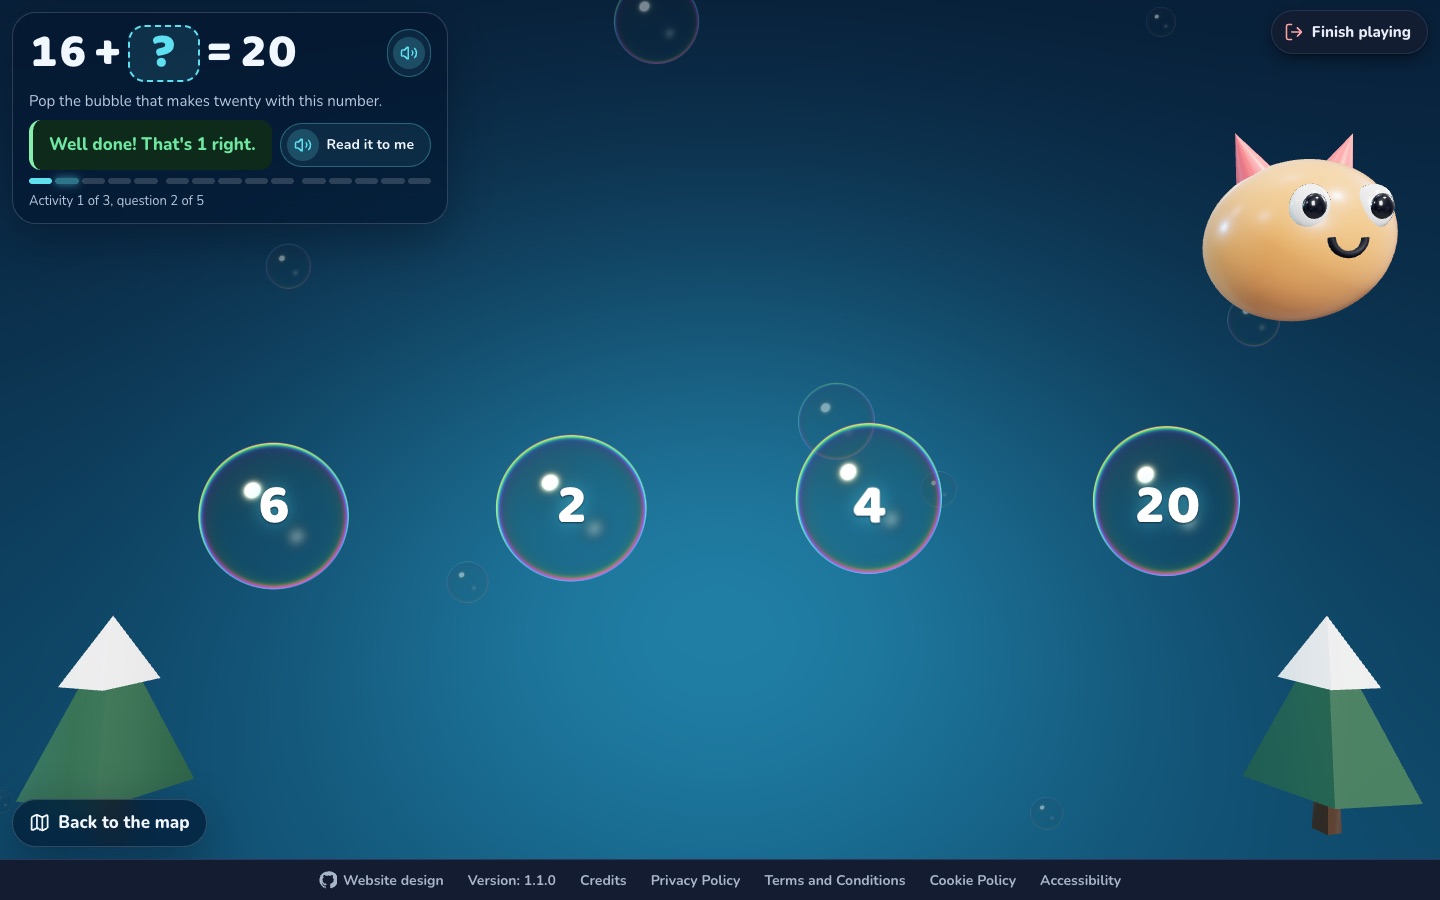 16 + ? = 20
Finish playing
Pop the bubble that makes twenty with this number.
Well done! That's 1 right.
Read it to me
Activity 1 of 3, question 2 of 5
6
2
4
20
Back to the map
Website design
Version: 1.1.0
Credits
Privacy Policy
Terms and Conditions
Cookie Policy
Accessibility